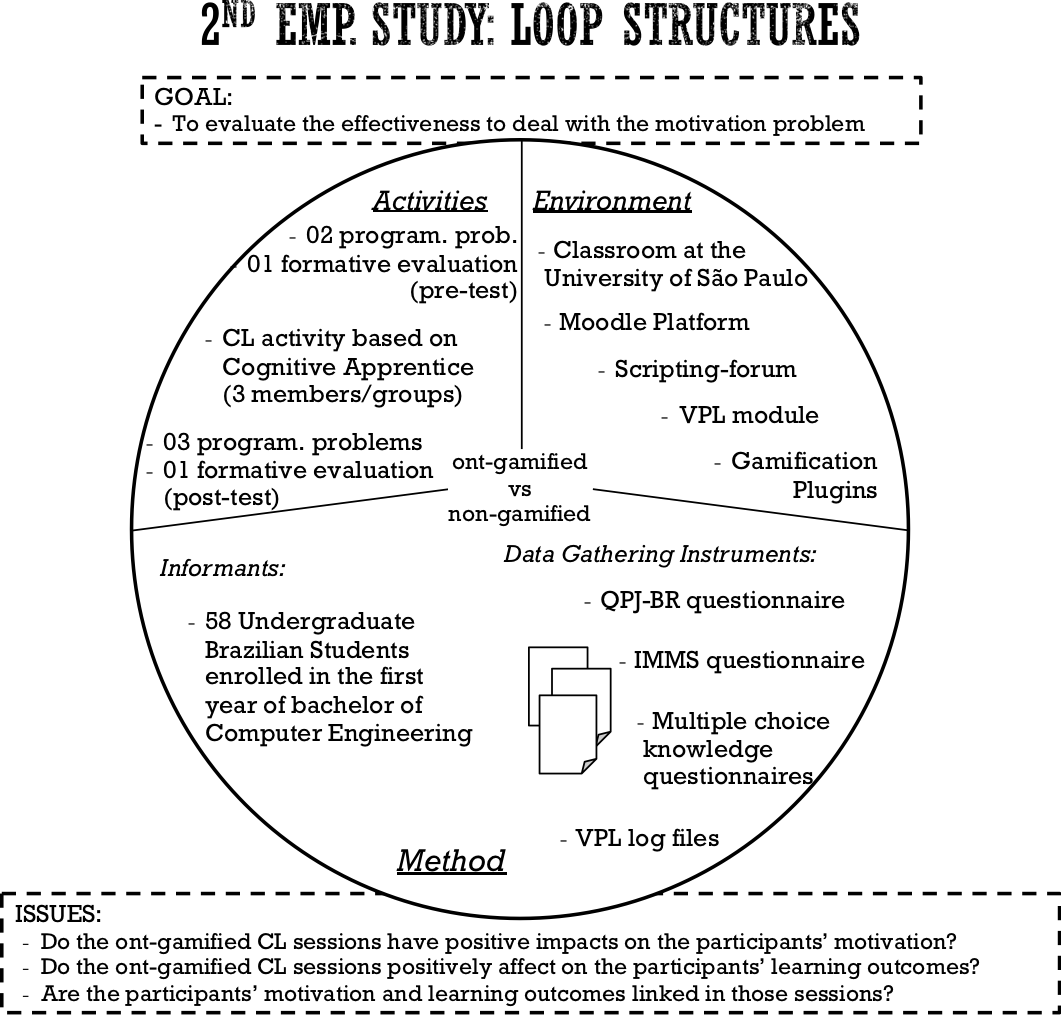 2ND EMP. STUDY: LOOP STRUCTURES
GOAL:
- To evaluate the effectiveness to deal with the motivation problem
Activities
- 02 program. prob.
- 01 formative evaluation
(pre-test)
- CL activity based on
Cognitive Apprentice
(3 members/groups)
- 03 program. problems
- 01 formative evaluation
(post-test)
Environment
- Classroom at the
University of São Paulo
- Moodle Platform
- Scripting-forum
- VPL module
- Gamification
Plugins
ont-gamified
vs
non-gamified
Informants:
- 58 Undergraduate
Brazilian Students
enrolled in the first
year of bachelor of
Computer Engineering
Data Gathering Instruments:
- QPJ-BR questionnaire
- IMMS questionnaire
- Multiple choice
knowledge
questionnaires
- VPL log files
Method
ISSUES:
- Do the ont-gamified CL sessions have positive impacts on the participants’ motivation?
- Do the ont-gamified CL sessions positively affect on the participants’ learning outcomes?
- Are the participants’ motivation and learning outcomes linked in those sessions?